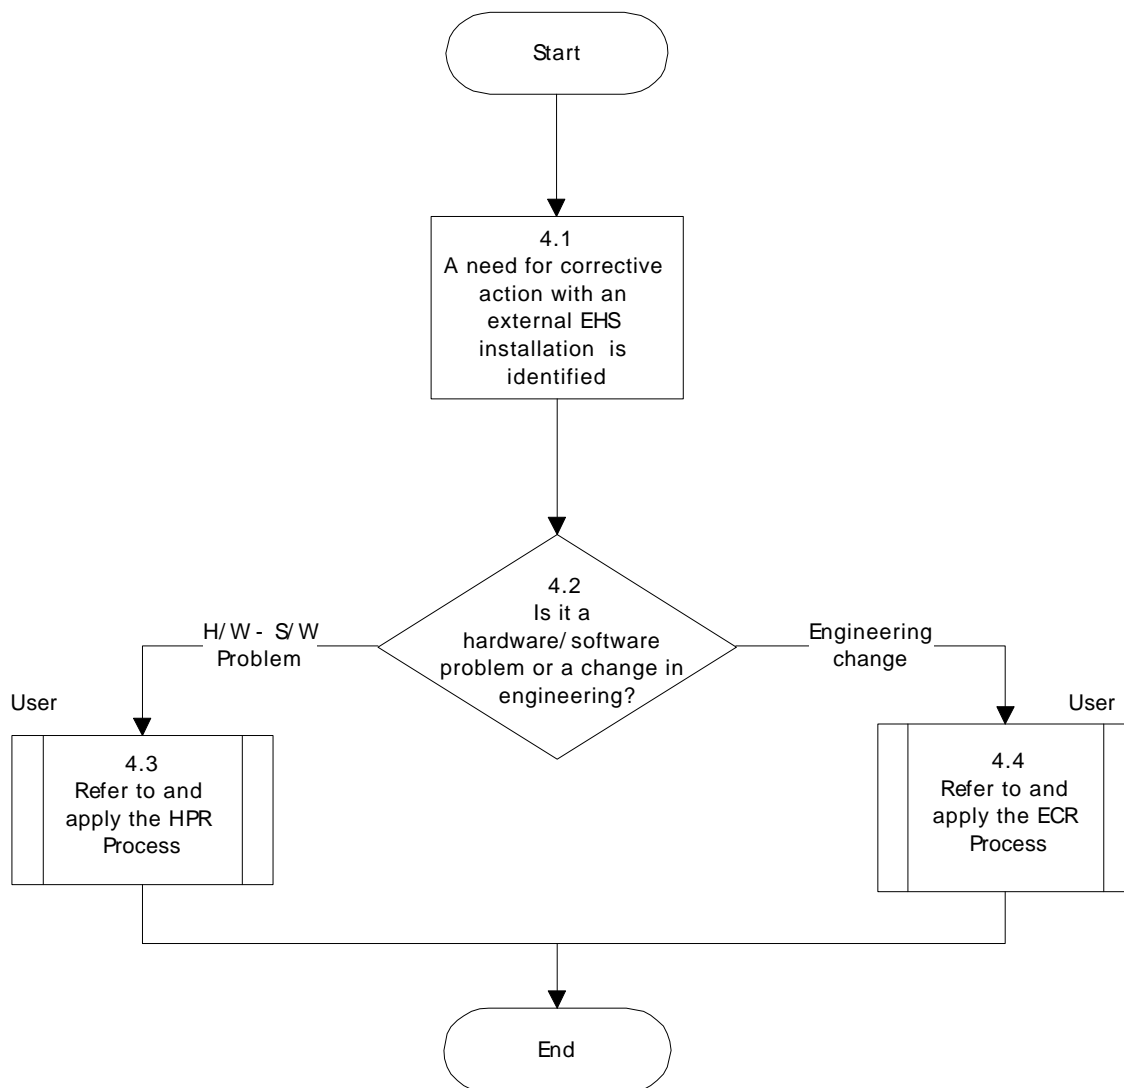 Start
4.1
A need for corrective
action with an
external EHS
installation is
identified
4.2
Is it a
hardware/ software
problem or a change in
engineering?
H/W - S/W
Problem
Engineering
change
User
4.3
Refer to and
apply the HPR
Process
User
4.4
Refer to and
apply the ECR
Process
End